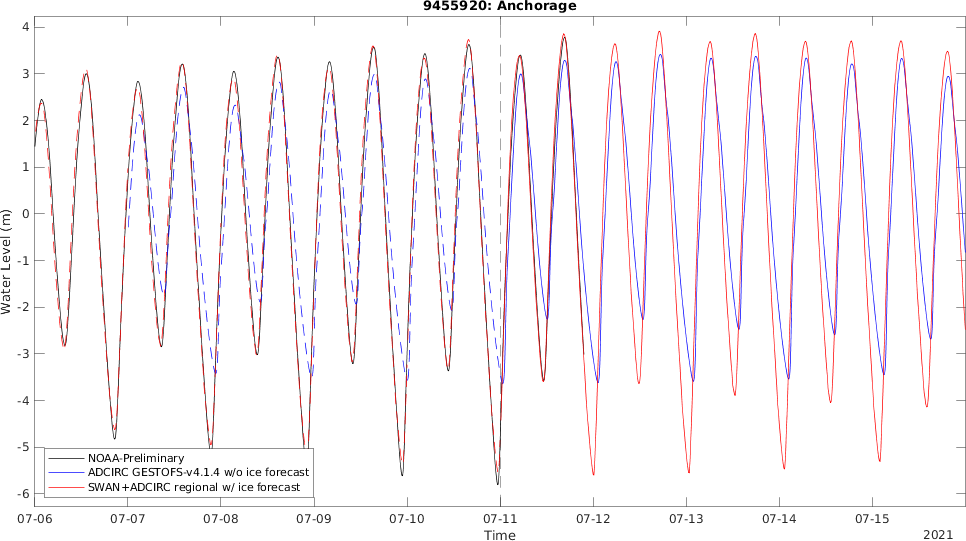 9455920: Anchorage
4
3
2
1
0
-1
-2
-3
-4
-5
-6
Water Level (m)
NOAA-Preliminary
ADCIRC GESTOFS-v4.1.4 w/o ice forecast
SWAN+ADCIRC regional w/ ice forecast
07-06 07-07 07-08 07-09 07-10 07-11 07-12 07-13 07-14 07-15
Time
2021